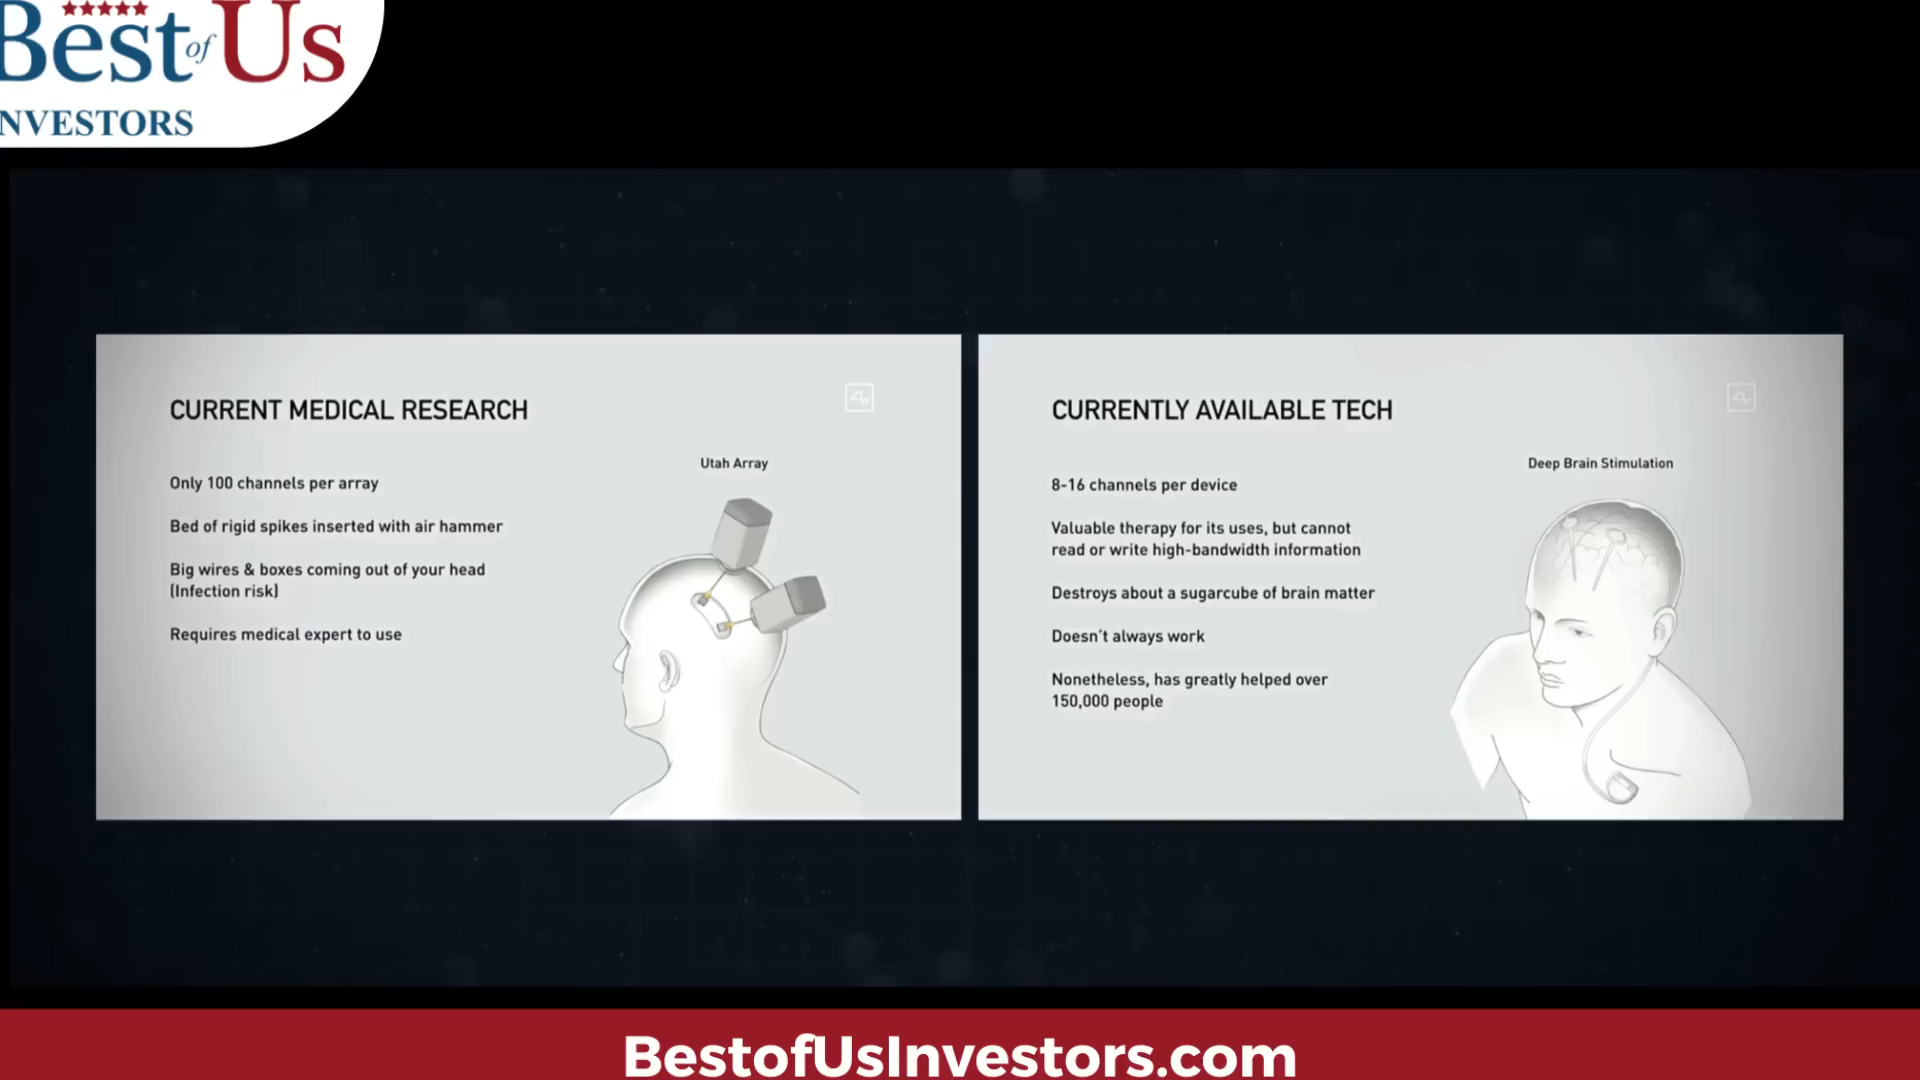 Best of Us
NVESTORS
CURRENT MEDICAL RESEARCH
Utah Array
Only 100 channels per array
Bed of rigid spikes inserted with air hammer
Big wires & boxes coming out of your head
(Infection risk)
Requires medical expert to use
CURRENTLY AVAILABLE TECH
Deep Brain Stimulation
8-16 channels per device
Valuable therapy for its uses, but cannot
read or write high-bandwidth information
Destroys about a sugarcube of brain matter
Doesn't always work
Nonetheless, has greatly helped over
150,000 people
BestofUsInvestors.com